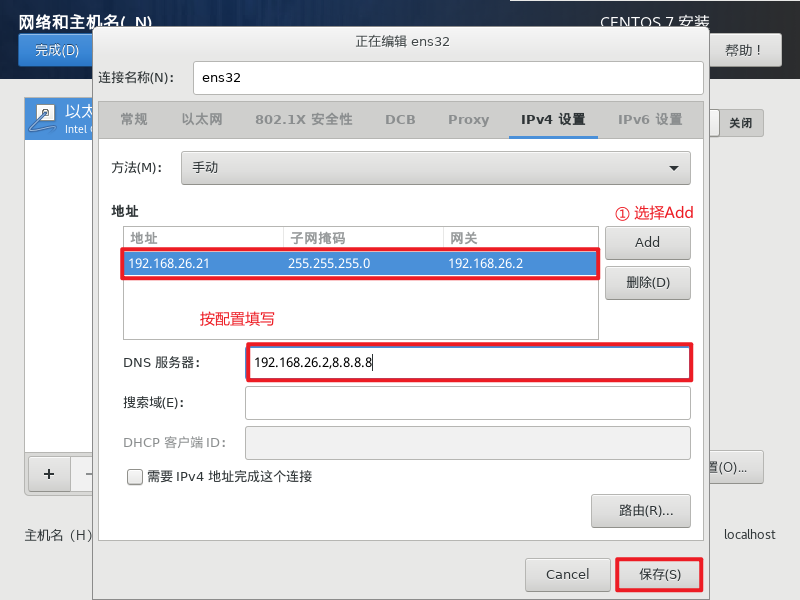 网络和主机名(_N)
CENTOS 7 安装
完成(D)
帮助！
正在编辑 ens32
连接名称(N)：
ens32
以太
Intel
关闭
常规
以太网
802.1X 安全性
DCB
Proxy
IPv4 设置
IPv6 设置
方法(M)：
手动
地址
① 选择Add
地址
子网掩码
网关
Add
192.168.26.21
255.255.255.0
192.168.26.2
删除(D)
按配置填写
DNS 服务器：
192.168.26.2,8.8.8.8
搜索域(E)：
DHCP 客户端 ID：
置(O)...
需要 IPv4 地址完成这个连接
路由(R)...
主机名（H）
localhost
Cancel
保存(S)